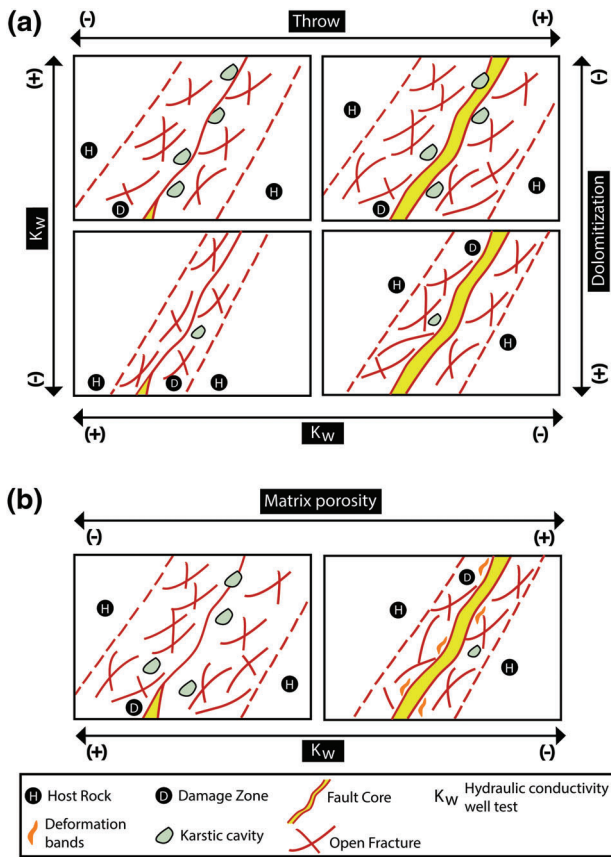 (a)
(-)
Throw
(+)
(+)
Kw
(-)
(-)
Dolomitization
(+)
H
D
H
H
D
H
H
D
H
D
H
H
(+)
Kw
(-)
(b)
Matrix porosity
(-)
(+)
H
D
H
D
H
H
(+)
Kw
(-)
H Host Rock
D Damage Zone
Fault Core
Kw Hydraulic conductivity
well test
Deformation
bands
Karstic cavity
Open Fracture